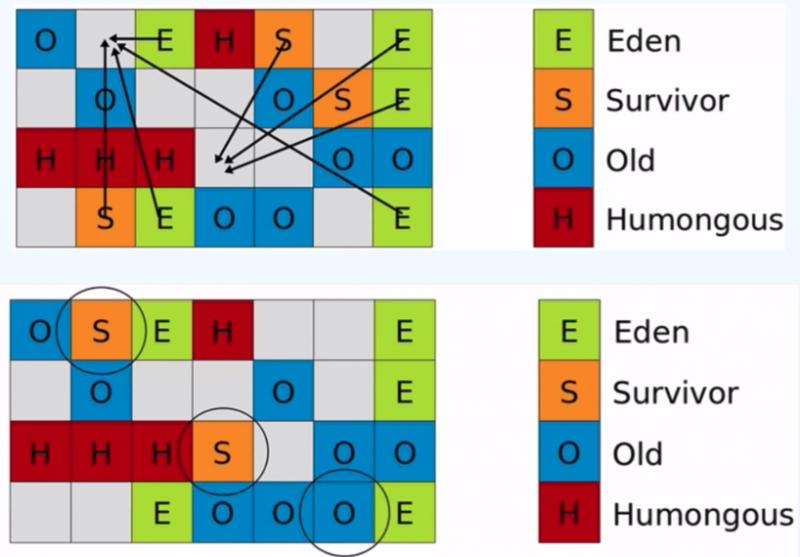 O E H S E E Eden
O O S E S Survivor
H H H O O O Old
S E O O E H Humongous
O S E H E E Eden
O O E S Survivor
H H H S O O O Old
E O O O E H Humongous